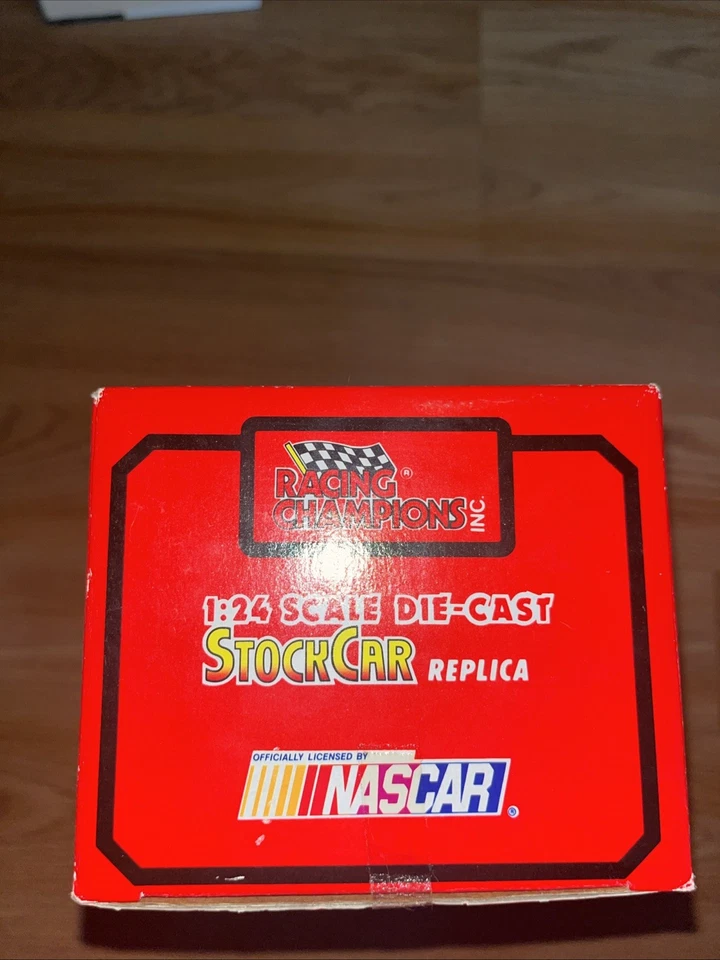 RACING®
CHAMPIONS INC.
1:24 SCALE DIE-CAST
STOCKCAR REPLICA
OFFICIALLY LICENSED BY
NASCAR